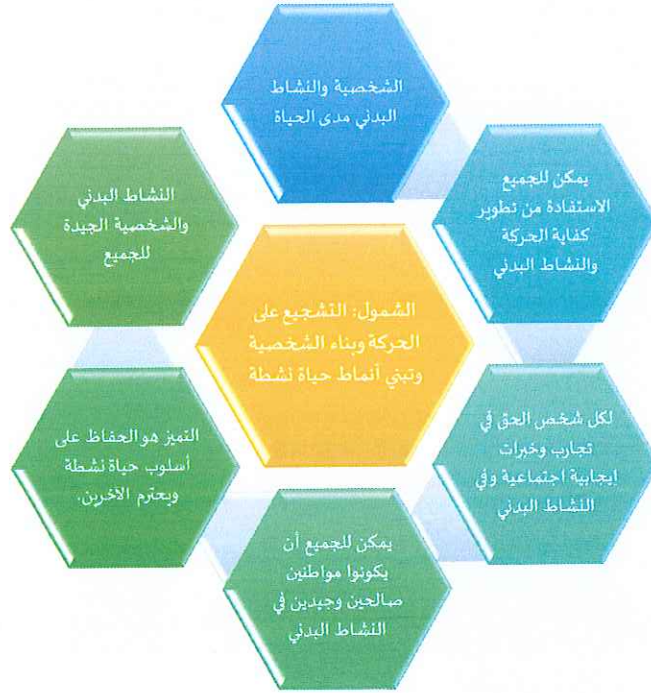 الشخصية والنشاط
البدني مدى الحياة
يمكن للجميع
الاستفادة من تطوير
كفاية الحركة
والنشاط البدني
لكل شخص الحق في
تجارب وخبرات
إيجابية اجتماعية وفي
النشاط البدني
يمكن للجميع أن
يكونوا مواطنين
صالحين وجيدين في
النشاط البدني
التميز هو الحفاظ على
أسلوب حياة نشطة
ويحترم الآخرين.
النشاط البدني
والشخصية الجيدة
للجميع
الشمول: التشجيع على
الحركة وبناء الشخصية
وتبني أنماط حياة نشطة